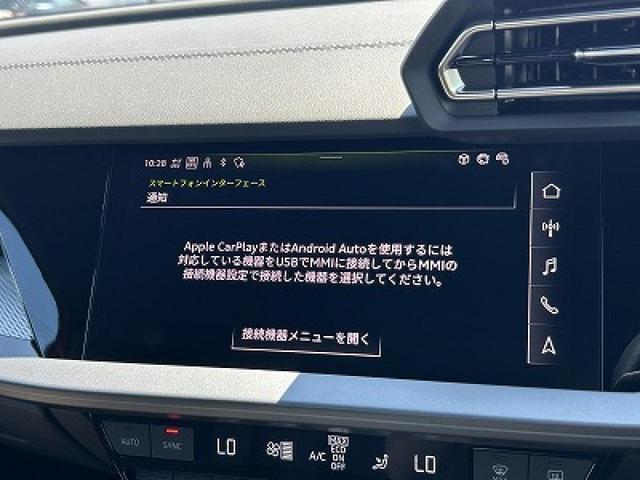 10:20
スマートフォンインターフェース
通知
Apple CarPlayまたはAndroid Autoを使用するには
対応している機器をUSBでMMIに接続してからMMIの
接続機器設定で接続した機器を選択してください。
接続機器メニューを開く
AUTO
SYNC
LO
A/C
MAX
ECO
ON
OFF
LO
MAX